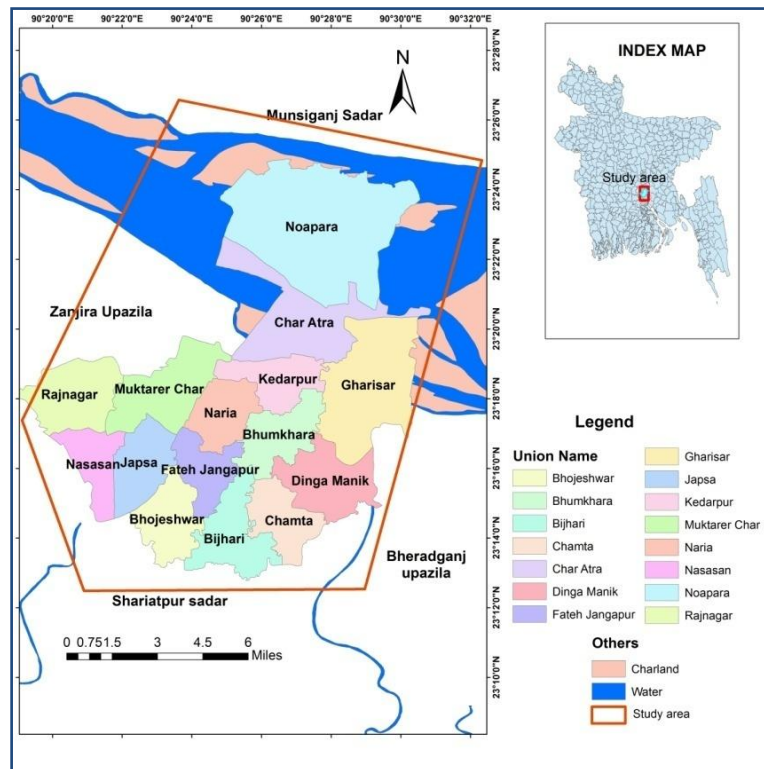 90°20'0"E 90°22'0"E 90°24'0"E 90°26'0"E 90°28'0"E 90°30'0"E 90°32'0"E
23°28'0"N
23°26'0"N
23°24'0"N
23°22'0"N
23°20'0"N
23°18'0"N
23°16'0"N
23°14'0"N
23°12'0"N
23°10'0"N
N
Munsiganj Sadar
Noapara
Zanjira Upazila
Char Atra
Rajnagar
Muktarer Char
Kedarpur
Gharisar
Naria
Bhumkhara
Nasasan
Japsa
Fateh Jangapur
Dinga Manik
Bhojeshwar
Chamta
Bijhari
Bheradganj
upazila
Shariatpur sadar
0 0.75 1.5 3 4.5 6
Miles
INDEX MAP
Study area
Legend
Union Name
Bhojeshwar
Bhumkhara
Bijhari
Chamta
Char Atra
Dinga Manik
Fateh Jangapur
Gharisar
Japsa
Kedarpur
Muktarer Char
Naria
Nasasan
Noapara
Rajnagar
Others
Charland
Water
Study area